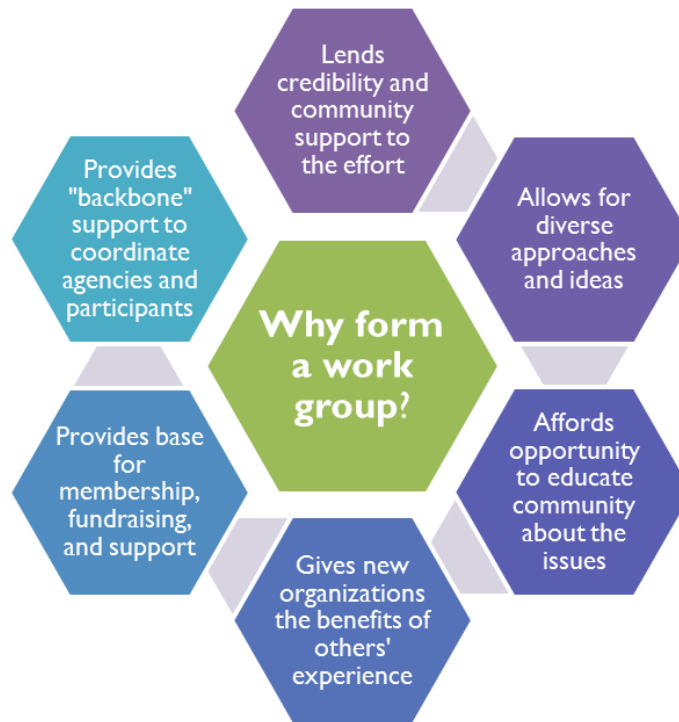 Why form
a work
group?
Lends
credibility and
community
support to
the effort
Allows for
diverse
approaches
and ideas
Affords
opportunity
to educate
community
about the
issues
Gives new
organizations
the benefits of
others'
experience
Provides base
for
membership,
fundraising,
and support
Provides
"backbone"
support to
coordinate
agencies and
participants